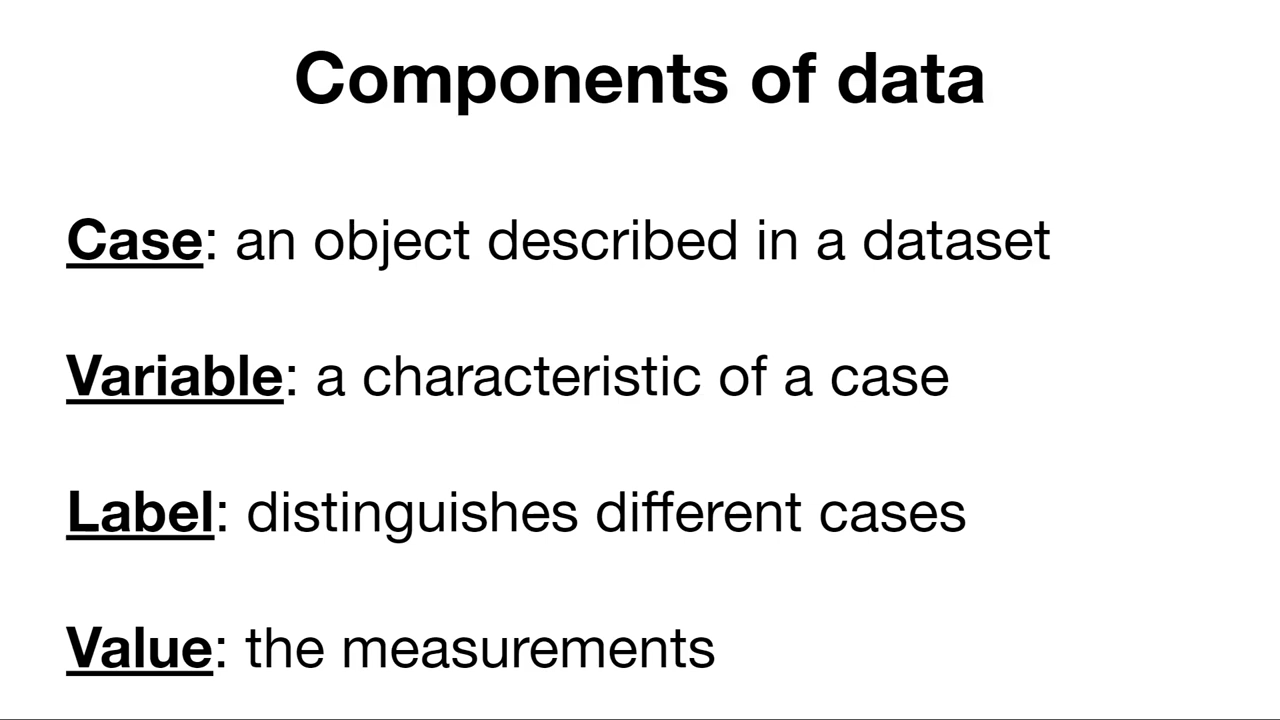 Components of data
Case: an object described in a dataset
Variable: a characteristic of a case
Label: distinguishes different cases
Value: the measurements